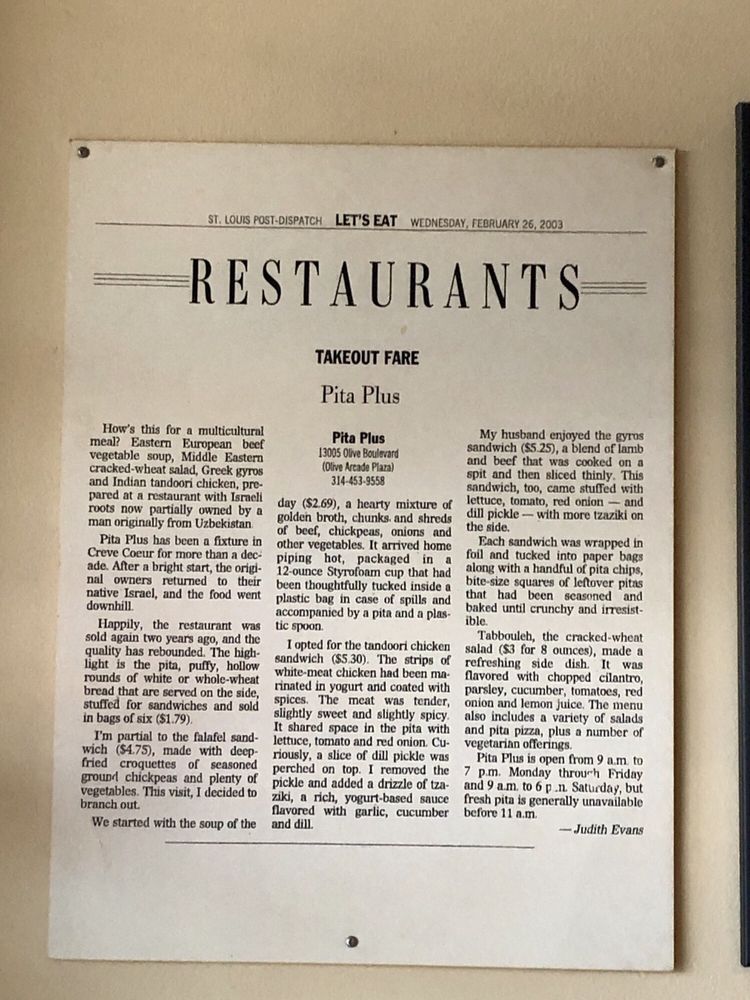 ST. LOUIS POST-DISPATCH LET'S EAT WEDNESDAY, FEBRUARY 26, 2003
RESTAURANTS
TAKEOUT FARE
Pita Plus
How's this for a multicultural
meal? Eastern European beef
vegetable soup, Middle Eastern
cracked-wheat salad, Greek gyros
and Indian tandoori chicken, pre-
pared at a restaurant with Israeli
roots now partially owned by a
man originally from Uzbekistan.
Pita Plus has been a fixture in
Creve Coeur for more than a dec-
ade. After a bright start, the origi-
nal owners returned to their
native Israel, and the food went
downhill.
Happily, the restaurant was
sold again two years ago, and the
quality has rebounded. The high-
light is the pita, puffy, hollow
rounds of white or whole-wheat
bread that are served on the side,
stuffed for sandwiches and sold
in bags of six ($1.79).
I'm partial to the falafel sand-
wich ($4.75), made with deep-
fried croquettes of seasoned
ground chickpeas and plenty of
vegetables. This visit, I decided to
branch out.
We started with the soup of the
Pita Plus
13005 Olive Boulevard
(Olive Arcade Plaza)
314-453-9558
day ($2.69), a hearty mixture of
golden broth, chunks and shreds
of beef, chickpeas, onions and
other vegetables. It arrived home
piping hot, packaged in a
12-ounce Styrofoam cup that had
been thoughtfully tucked inside a
plastic bag in case of spills and
accompanied by a pita and a plas-
tic spoon.
I opted for the tandoori chicken
sandwich ($5.30). The strips of
white-meat chicken had been ma-
rinated in yogurt and coated with
spices. The meat was tender,
slightly sweet and slightly spicy.
It shared space in the pita with
lettuce, tomato and red onion. Cu-
riously, a slice of dill pickle was
perched on top. I removed the
pickle and added a drizzle of tza-
ziki, a rich, yogurt-based sauce
flavored with garlic, cucumber
and dill.
My husband enjoyed the gyros
sandwich ($5.25), a blend of lamb
and beef that was cooked on a
spit and then sliced thinly. This
sandwich, too, came stuffed with
lettuce, tomato, red onion — and
dill pickle — with more tzaziki on
the side.
Each sandwich was wrapped in
foil and tucked into paper bags
along with a handful of pita chips,
bite-size squares of leftover pitas
that had been seasoned and
baked until crunchy and irresist-
ible.
Tabbouleh, the cracked-wheat
salad ($3 for 8 ounces), made a
refreshing side dish. It was
flavored with chopped cilantro,
parsley, cucumber, tomatoes, red
onion and lemon juice. The menu
also includes a variety of salads
and pita pizza, plus a number of
vegetarian offerings.
Pita Plus is open from 9 a.m. to
7 p.m. Monday through Friday
and 9 a.m. to 6 p.m. Saturday, but
fresh pita is generally unavailable
before 11 a.m.
— Judith Evans